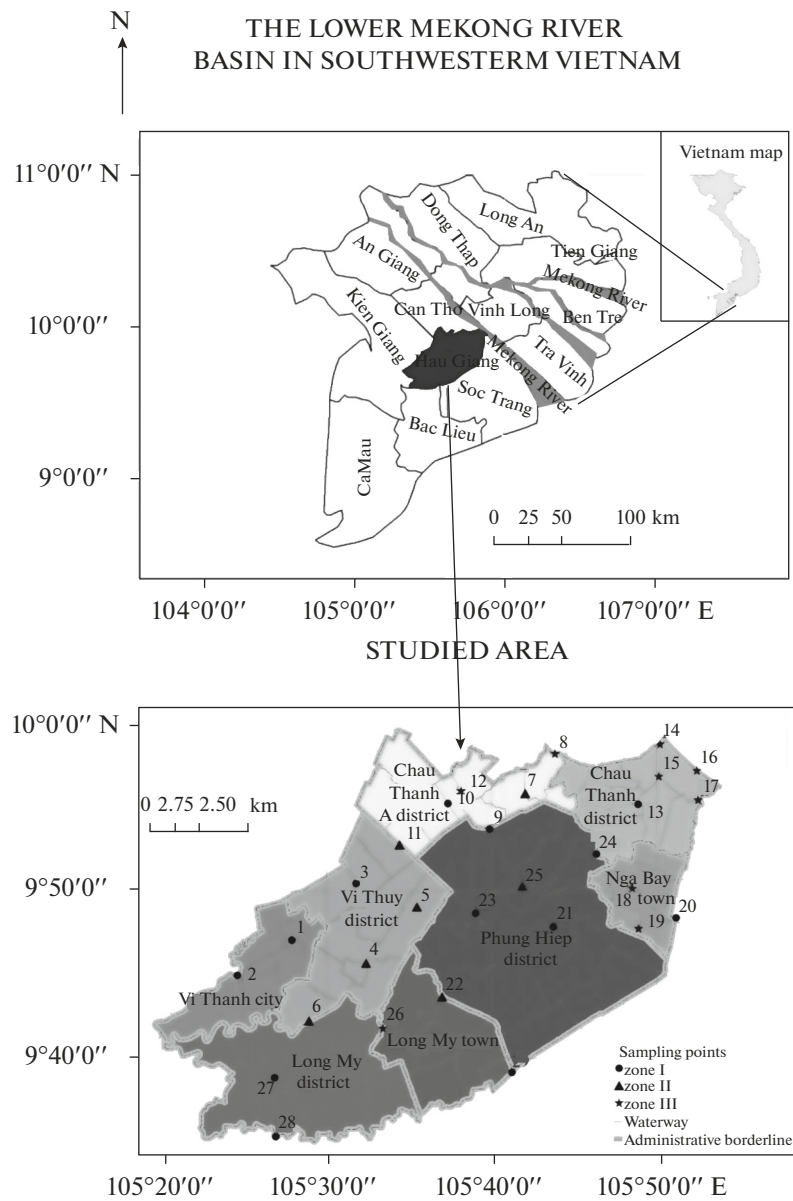 N
THE LOWER MEKONG RIVER
BASIN IN SOUTHWESTERM VIETNAM
11°0′0″ N
10°0′0″
9°0′0″
Vietnam map
Long An
Dong Thap
Tien Giang
An Giang
Mekong River
Kien Giang
Can Tho
Vinh Long
Ben Tre
Hau Giang
Mekong River
Tra Vinh
Soc Trang
Bac Lieu
CaMau
0 25 50 100 km
104°0′0″
105°0′0″
106°0′0″
107°0′0″ E
STUDIED AREA
10°0′0″ N
9°50′0″
9°40′0″
0 2.75 2.50 km
14
8
16
15
Chau
Thanh
A district
12
10
7
Chau
Thanh
district
17
13
11
9
24
3
Vi Thuy
district
5
25
Nga Bay
town
18
23
20
21
19
1
Phung Hiep
district
4
2
22
Vi Thanh city
6
26
Long My town
Long My
district
27
28
Sampling points
zone I
zone II
zone III
Waterway
Administrative borderline
105°20′0″
105°30′0″
105°40′0″
105°50′0″ E